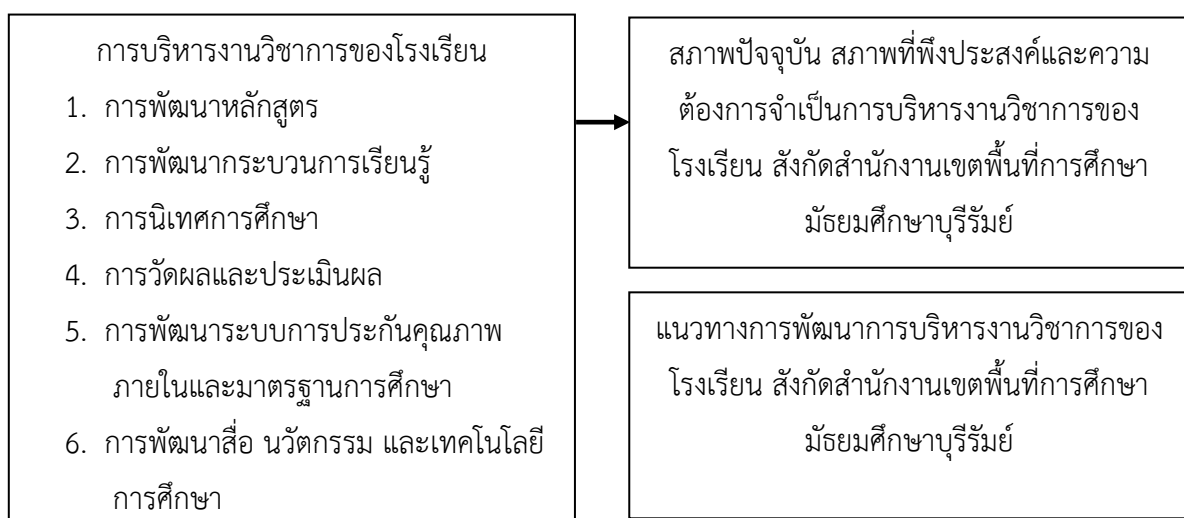 การบริหารงานวิชาการของโรงเรียน
1. การพัฒนาหลักสูตร
2. การพัฒนากระบวนการเรียนรู้
3. การนิเทศการศึกษา
4. การวัดผลและประเมินผล
5. การพัฒนาระบบการประกันคุณภาพ
ภายในและมาตรฐานการศึกษา
6. การพัฒนาสื่อ นวัตกรรม และเทคโนโลยี
การศึกษา
สภาพปัจจุบัน สภาพที่พึงประสงค์และความ
ต้องการจำเป็นการบริหารงานวิชาการของ
โรงเรียน สังกัดสำนักงานเขตพื้นที่การศึกษา
มัธยมศึกษาบุรีรัมย์
แนวทางการพัฒนาการบริหารงานวิชาการของ
โรงเรียน สังกัดสำนักงานเขตพื้นที่การศึกษา
มัธยมศึกษาบุรีรัมย์